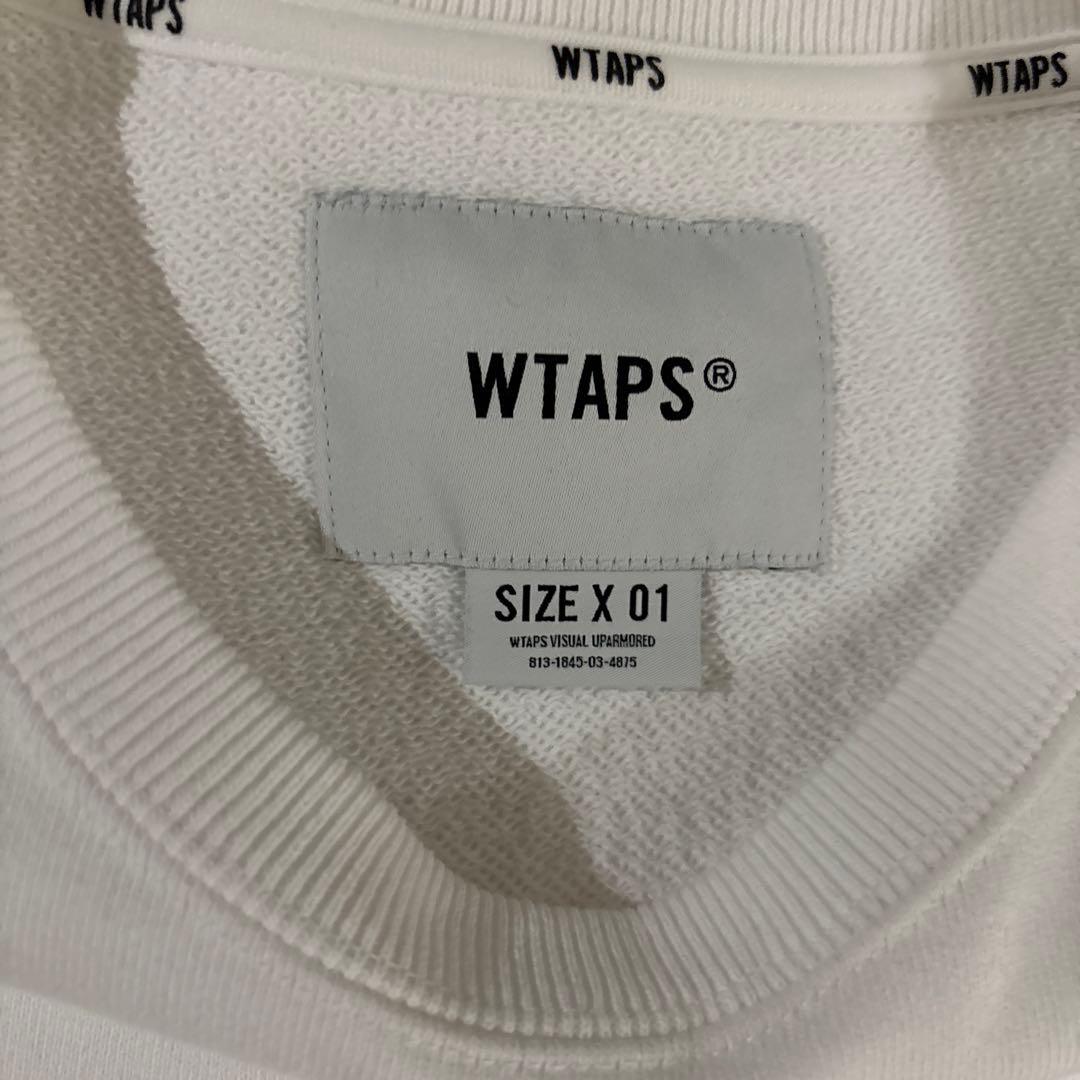 WTAPS WTAPS WTAPS
WTAPS®
SIZE X 01
WTAPS VISUAL UPARMORED
813-1845-03-4875